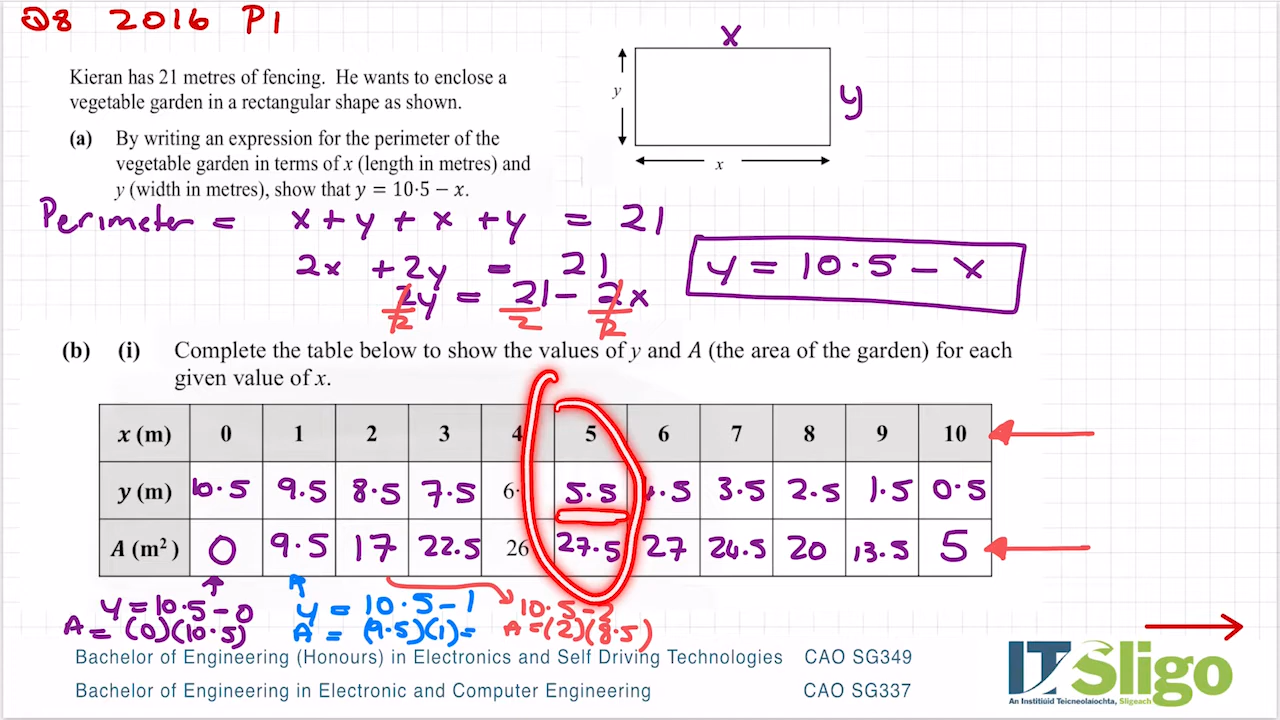 Q8 2016 P1
x
Kieran has 21 metres of fencing. He wants to enclose a
vegetable garden in a rectangular shape as shown.
y
y
(a) By writing an expression for the perimeter of the
vegetable garden in terms of x (length in metres) and
x
y (width in metres), show that y = 10·5 − x.
Perimeter = x + y + x + y = 21
2x + 2y = 21
y = 10.5 − x
2y/2 = 21/2 − 2x/2
(b) (i) Complete the table below to show the values of y and A (the area of the garden) for each
given value of x.
x (m) 0 1 2 3 4 5 6 7 8 9 10
y (m) 10.5 9.5 8.5 7.5 6· 5.5 .5 3.5 2.5 1.5 0.5
A (m²) 0 9.5 17 22.5 26 27.5 27 24.5 20 13.5 5
y = 10.5 − 0 y = 10.5 − 1 10.5 − 2
A = (0)(10.5) A = (9.5)(1) = A = (2)(8.5)
Bachelor of Engineering (Honours) in Electronics and Self Driving Technologies CAO SG349
Bachelor of Engineering in Electronic and Computer Engineering CAO SG337
IT Sligo
An Institiúid Teicneolaíochta, Sligeach